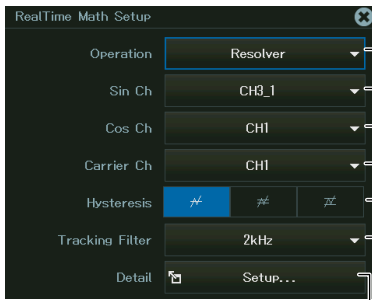 RealTime Math Setup
Operation Resolver
Sin Ch CH3_1
Cos Ch CH1
Carrier Ch CH1
Hysteresis
Tracking Filter 2kHz
Detail Setup...